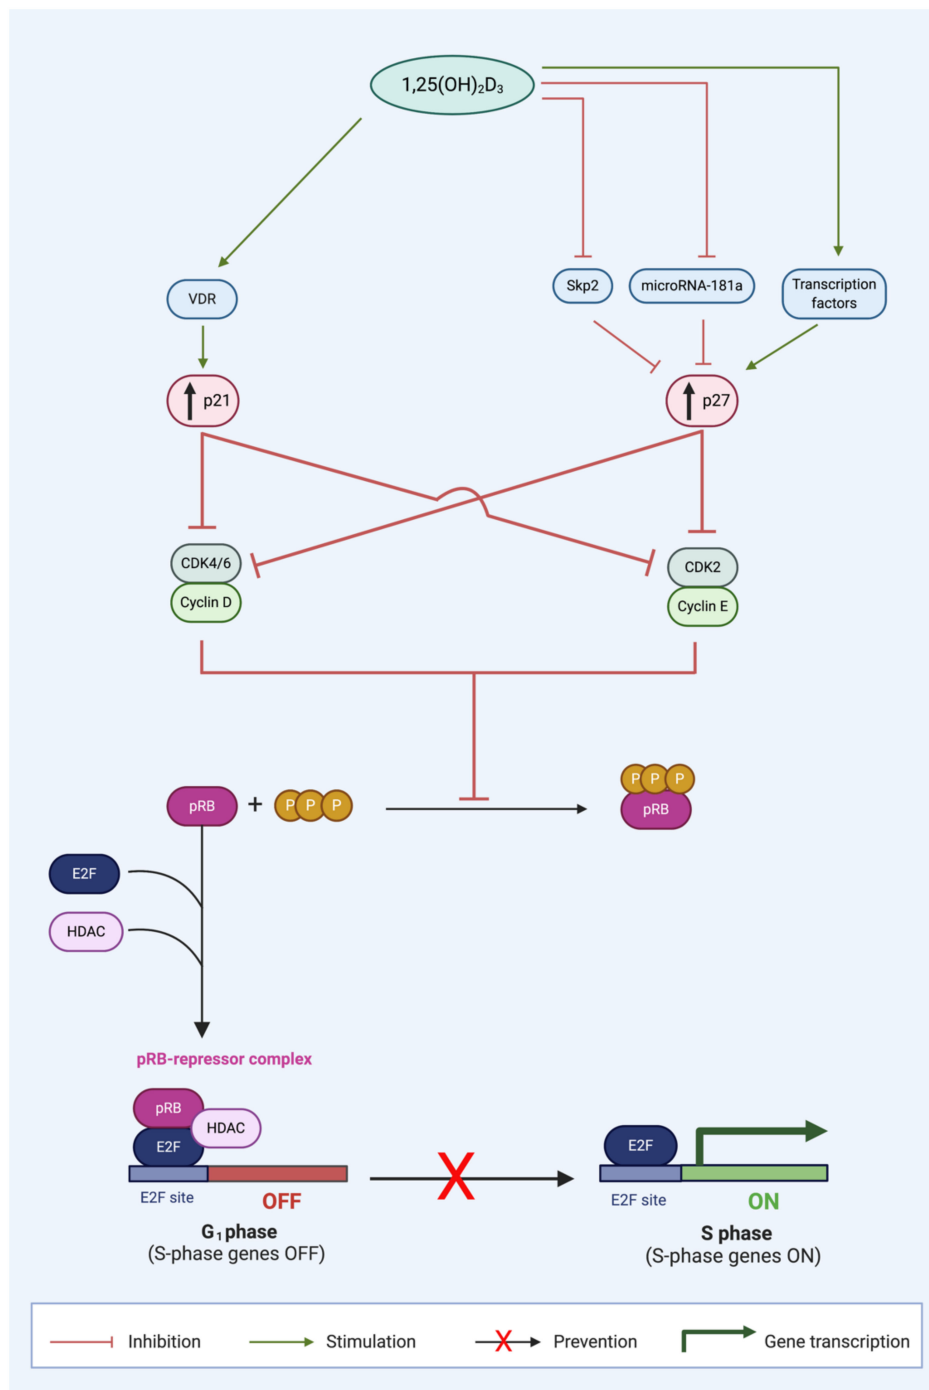 1,25(OH)₂D₃
VDR
Skp2
microRNA-181a
Transcription
factors
p21
p27
CDK4/6
Cyclin D
CDK2
Cyclin E
P P P
pRB
pRB + P P P
E2F
HDAC
pRB-repressor complex
pRB
HDAC
E2F
E2F
E2F site
OFF
E2F site
ON
G₁ phase
(S-phase genes OFF)
S phase
(S-phase genes ON)
Inhibition
Stimulation
X
Prevention
Gene transcription